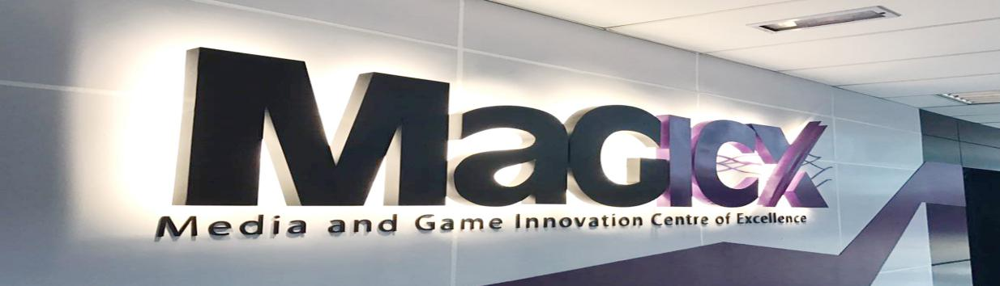 MaGICX
Media and Game Innovation Centre of Excellence